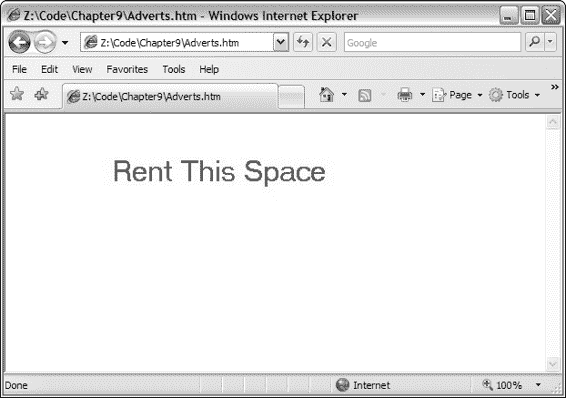 Z:\Code\Chapter9\Adverts.htm - Windows Internet Explorer
Z:\Code\Chapter9\Adverts.htm
Google
File Edit View Favorites Tools Help
Z:\Code\Chapter9\Adverts.htm Page Tools »
Rent This Space
Done Internet 100%